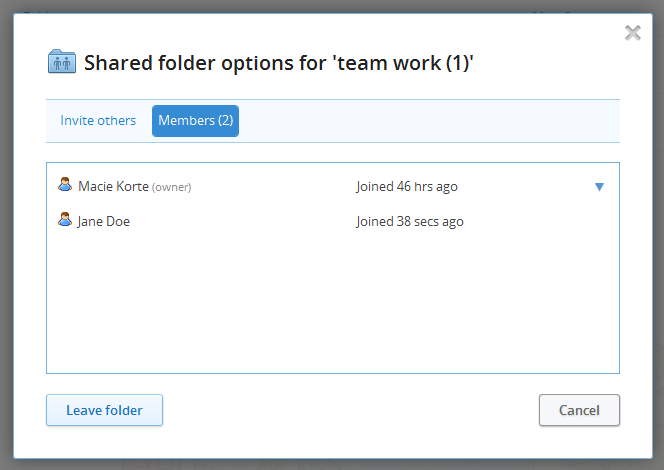 Shared folder options for 'team work (1)'
Invite others Members (2)
Macie Korte (owner) Joined 46 hrs ago
Jane Doe Joined 38 secs ago
Leave folder Cancel